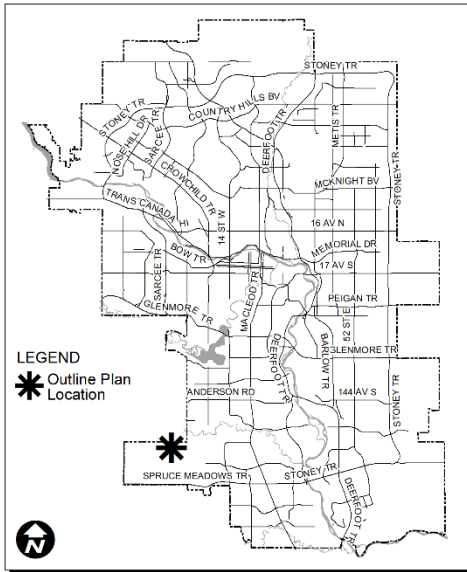 STONEY TR
COUNTRY HILLS BV
STONEY TR
NOSEHILL DR
SARCEE TR
DEERFOOT TR
METIS TR
STONEY TR
CROWCHILD TR
MCKNIGHT BV
TRANS CANADA HI
14 ST W
16 AV N
BOW TR
MEMORIAL DR
17 AV S
SARCEE TR
MACLEOD TR
PEIGAN TR
GLENMORE TR
52 ST E
DEERFOOT TR
BARLOW TR
GLENMORE TR
LEGEND
Outline Plan
Location
ANDERSON RD
144 AV S
STONEY TR
SPRUCE MEADOWS TR
STONEY TR
DEERFOOT TR
N